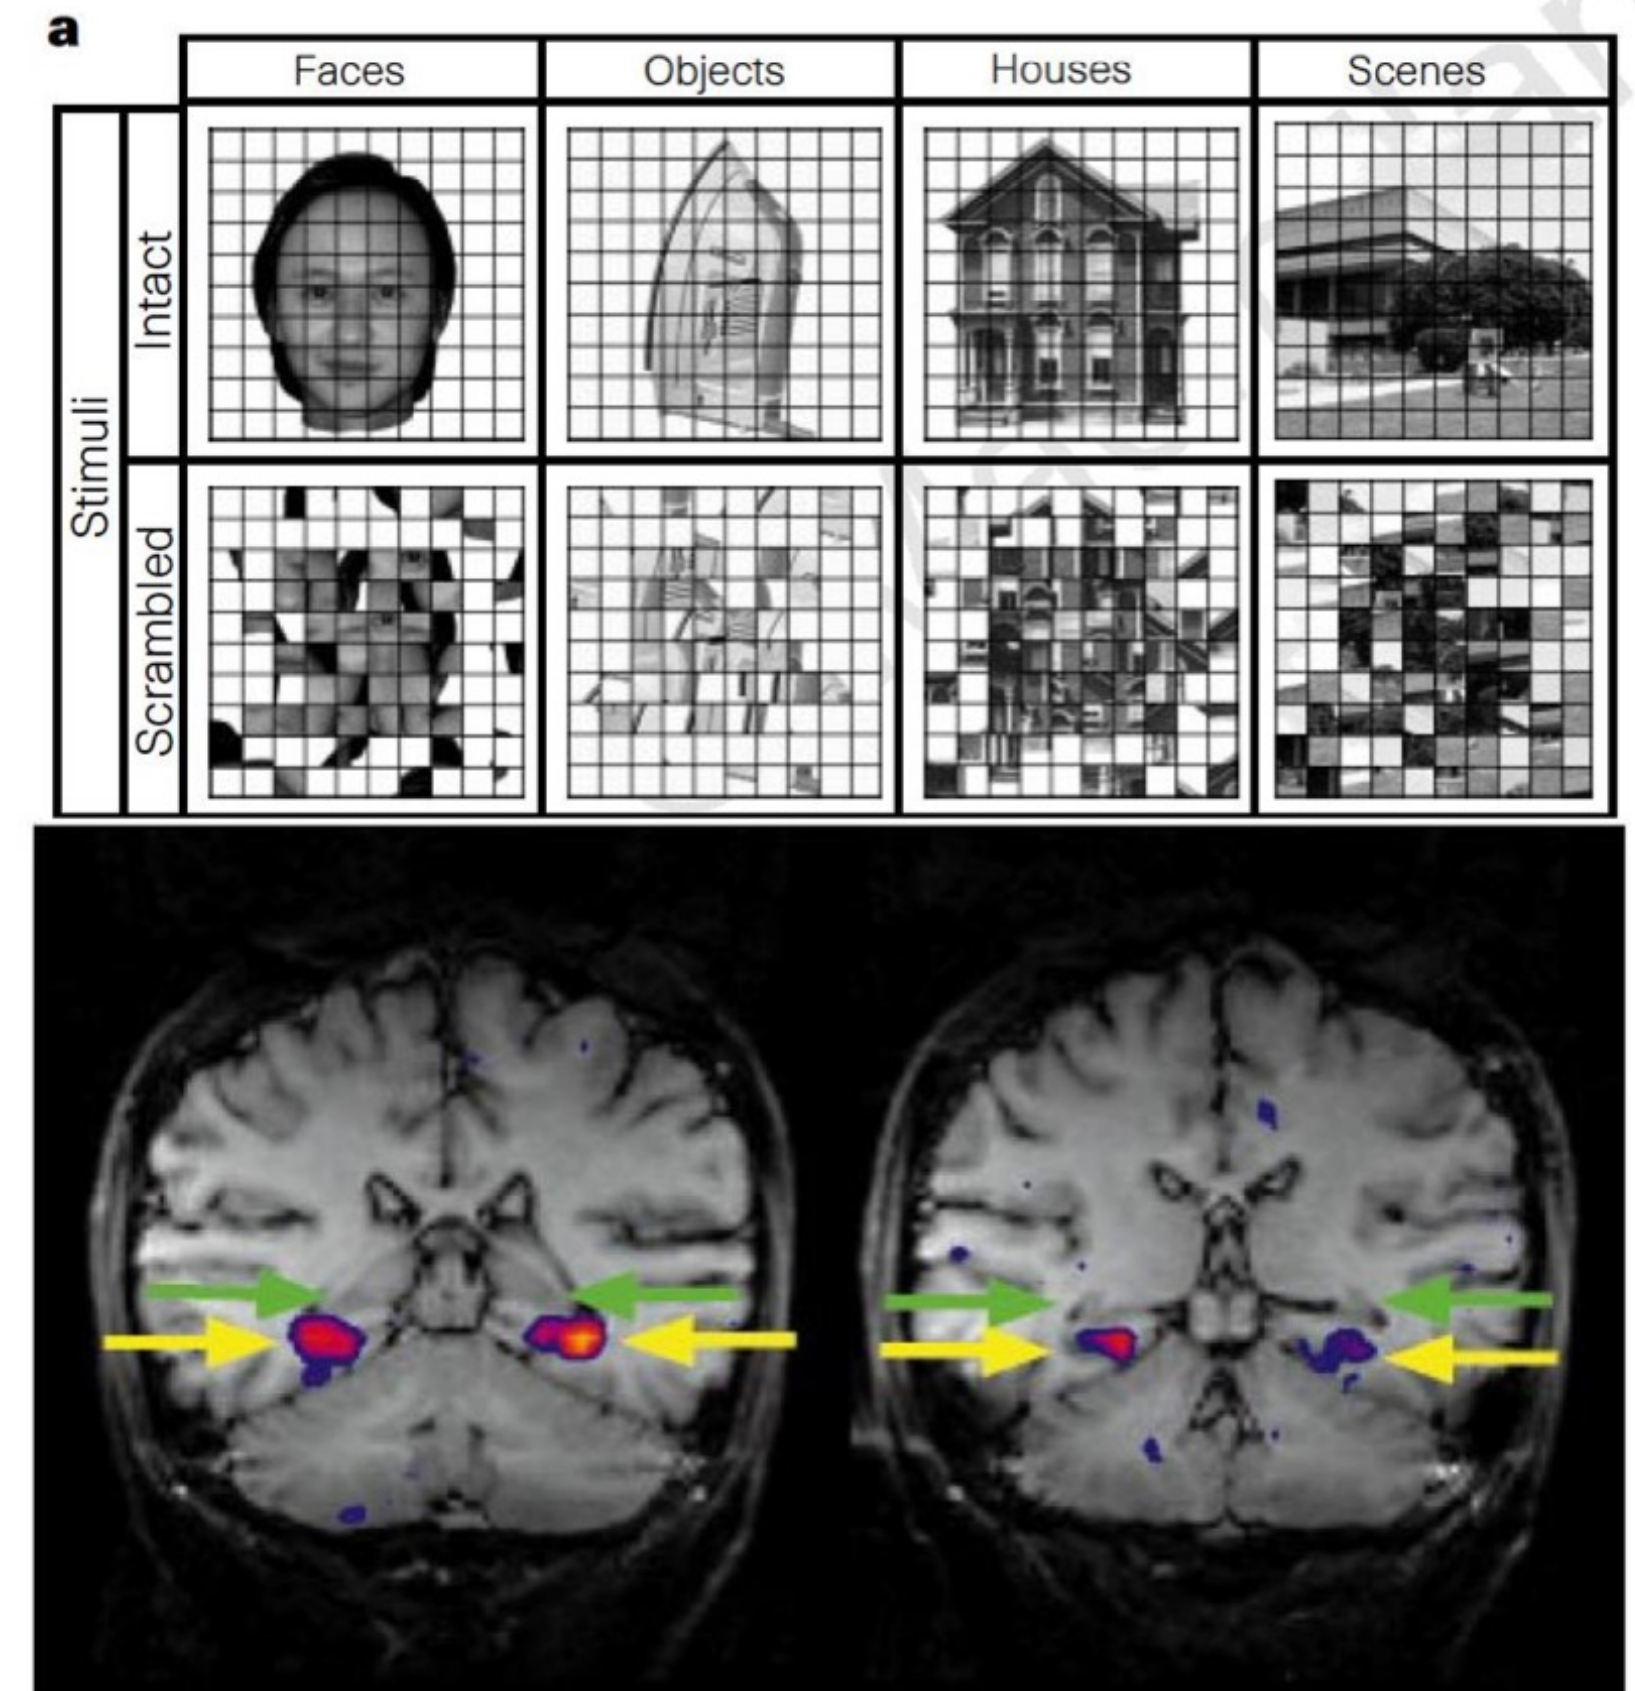 a
Faces Objects Houses Scenes
Stimuli
Intact
Scrambled